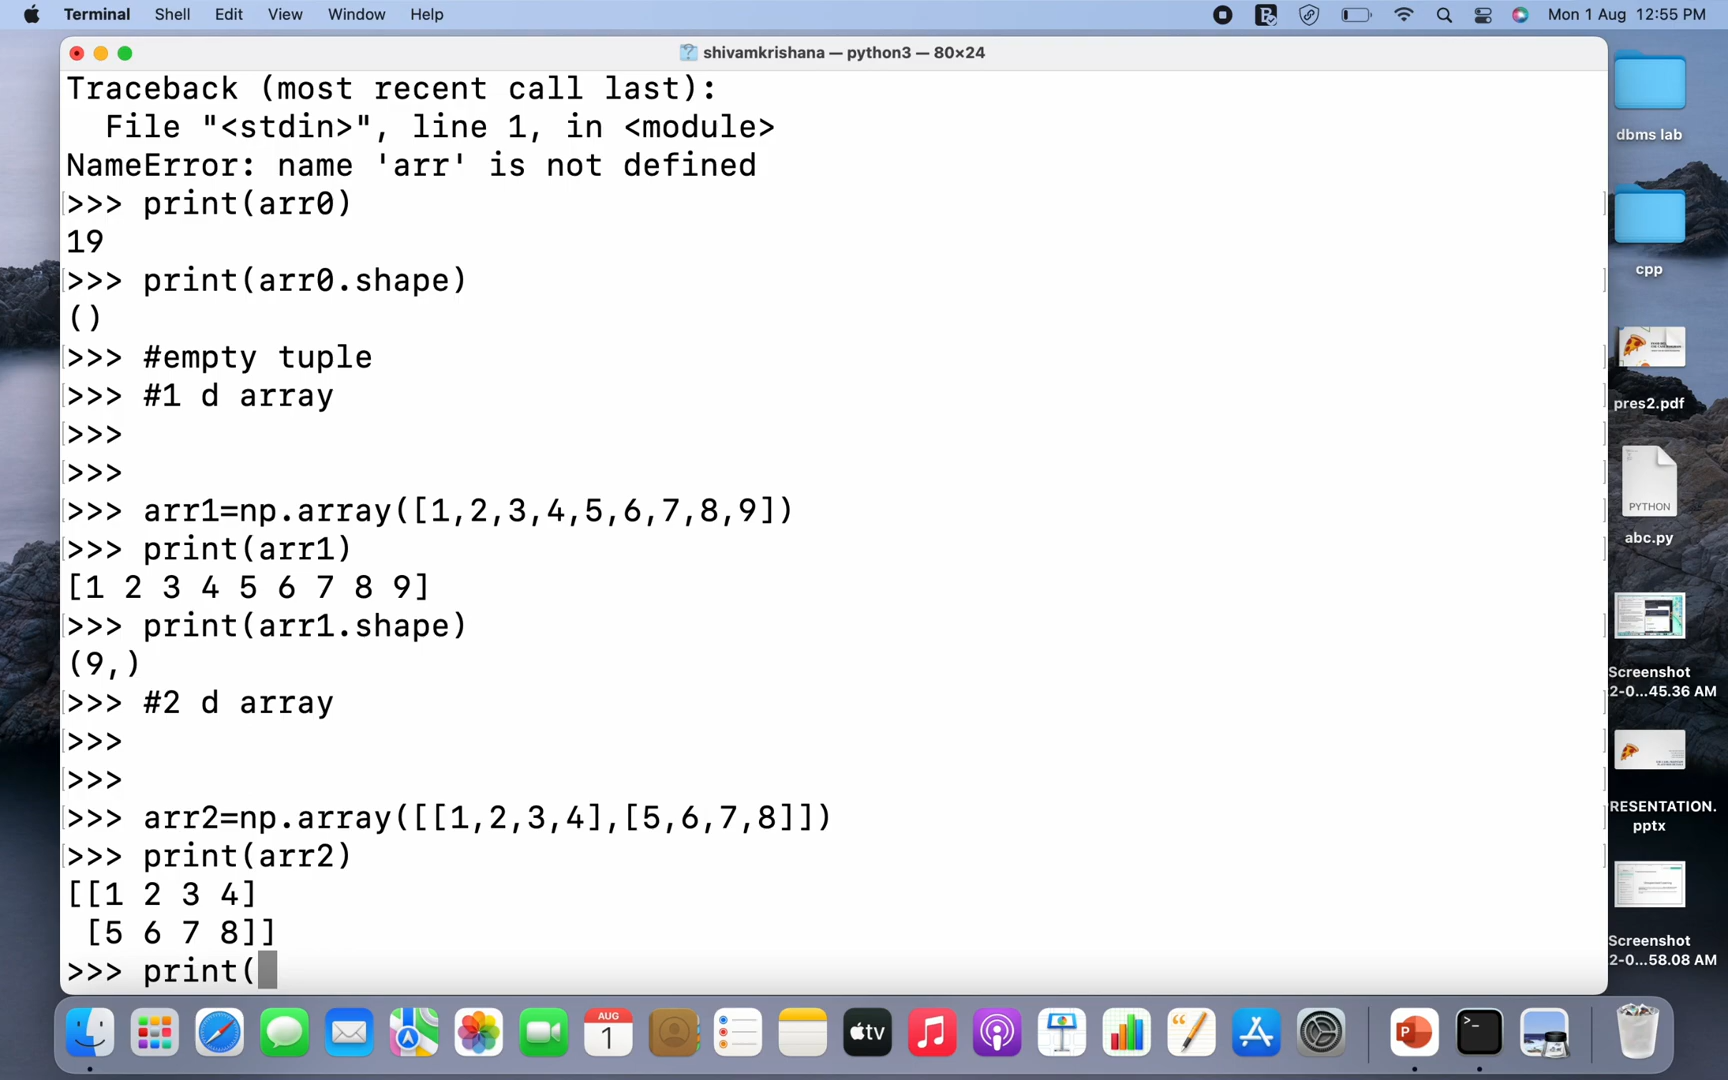 Terminal Shell Edit View Window Help Mon 1 Aug 12:55 PM
shivamkrishana — python3 — 80×24
Traceback (most recent call last):
File "<stdin>", line 1, in <module>
NameError: name 'arr' is not defined
>>> print(arr0)
19
>>> print(arr0.shape)
()
>>> #empty tuple
>>> #1 d array
>>>
>>>
>>> arr1=np.array([1,2,3,4,5,6,7,8,9])
>>> print(arr1)
[1 2 3 4 5 6 7 8 9]
>>> print(arr1.shape)
(9,)
>>> #2 d array
>>>
>>>
>>> arr2=np.array([[1,2,3,4],[5,6,7,8]])
>>> print(arr2)
[[1 2 3 4]
[5 6 7 8]]
>>> print(
dbms lab
cpp
pres2.pdf
PYTHON
abc.py
Screenshot
2-0...45.36 AM
RESENTATION.
pptx
Screenshot
2-0...58.08 AM
AUG
1
tv
P
>_